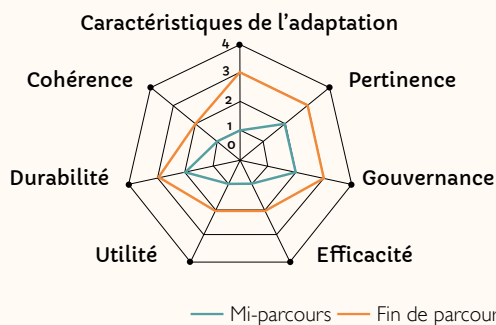 Caractéristiques de l’adaptation
4
3
2
1
0
Cohérence
Pertinence
Durabilité
Gouvernance
Utilité
Efficacité
Mi-parcours
Fin de parcour